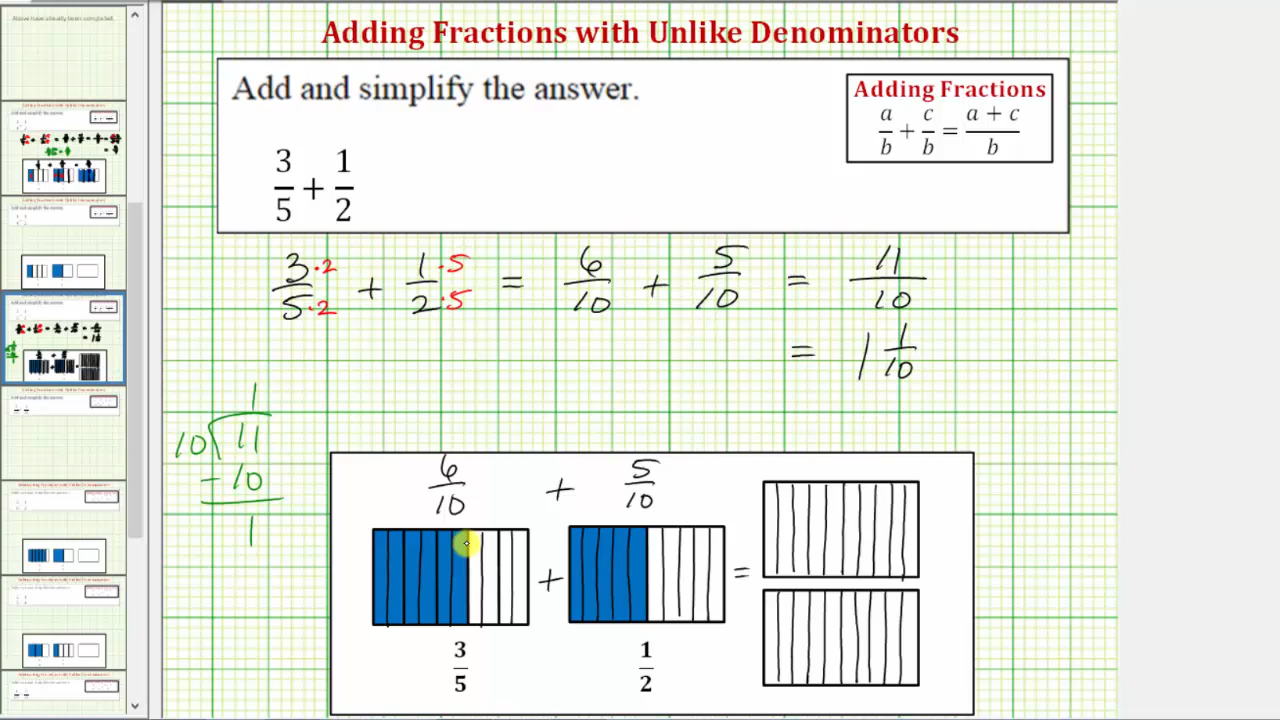 Adding Fractions with Unlike Denominators
Add and simplify the answer.
3/5 + 1/2
Adding Fractions
a/b + c/b = (a + c)/b
3·2/5·2 + 1·5/2·5 = 6/10 + 5/10 = 11/10
= 1 1/10
1
10 11
- 10
1
6/10 + 5/10
+ =
3/5 1/2